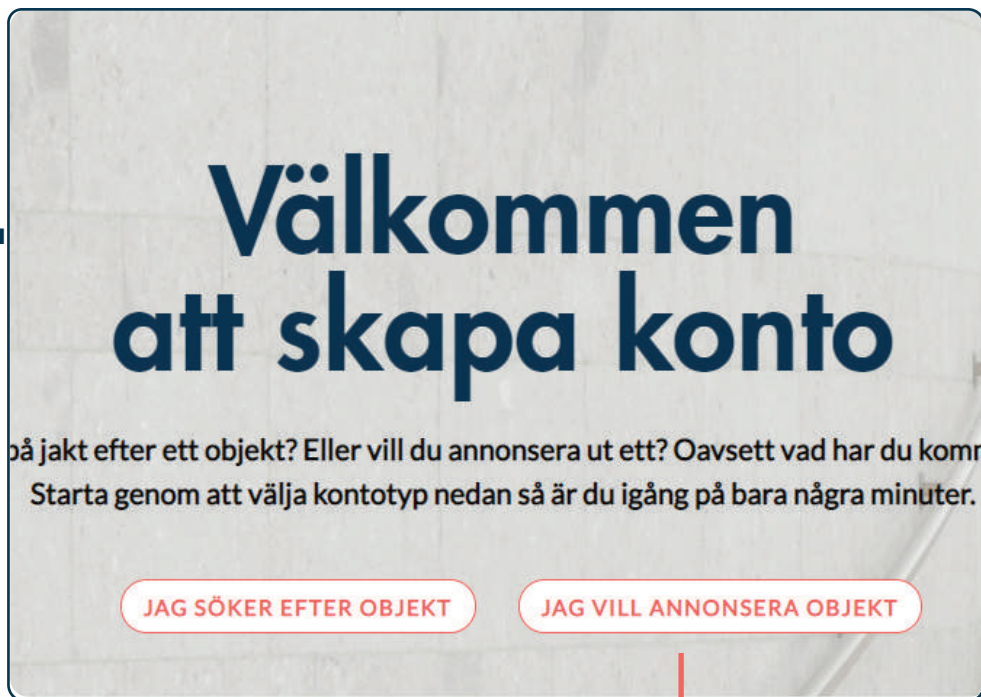 Välkommen
att skapa konto
på jakt efter ett objekt? Eller vill du annonsera ut ett? Oavsett vad har du
Starta genom att välja kontotyp nedan så är du igång på bara några minuter.
JAG SÖKER EFTER OBJEKT JAG VILL ANNONSERA OBJEKT